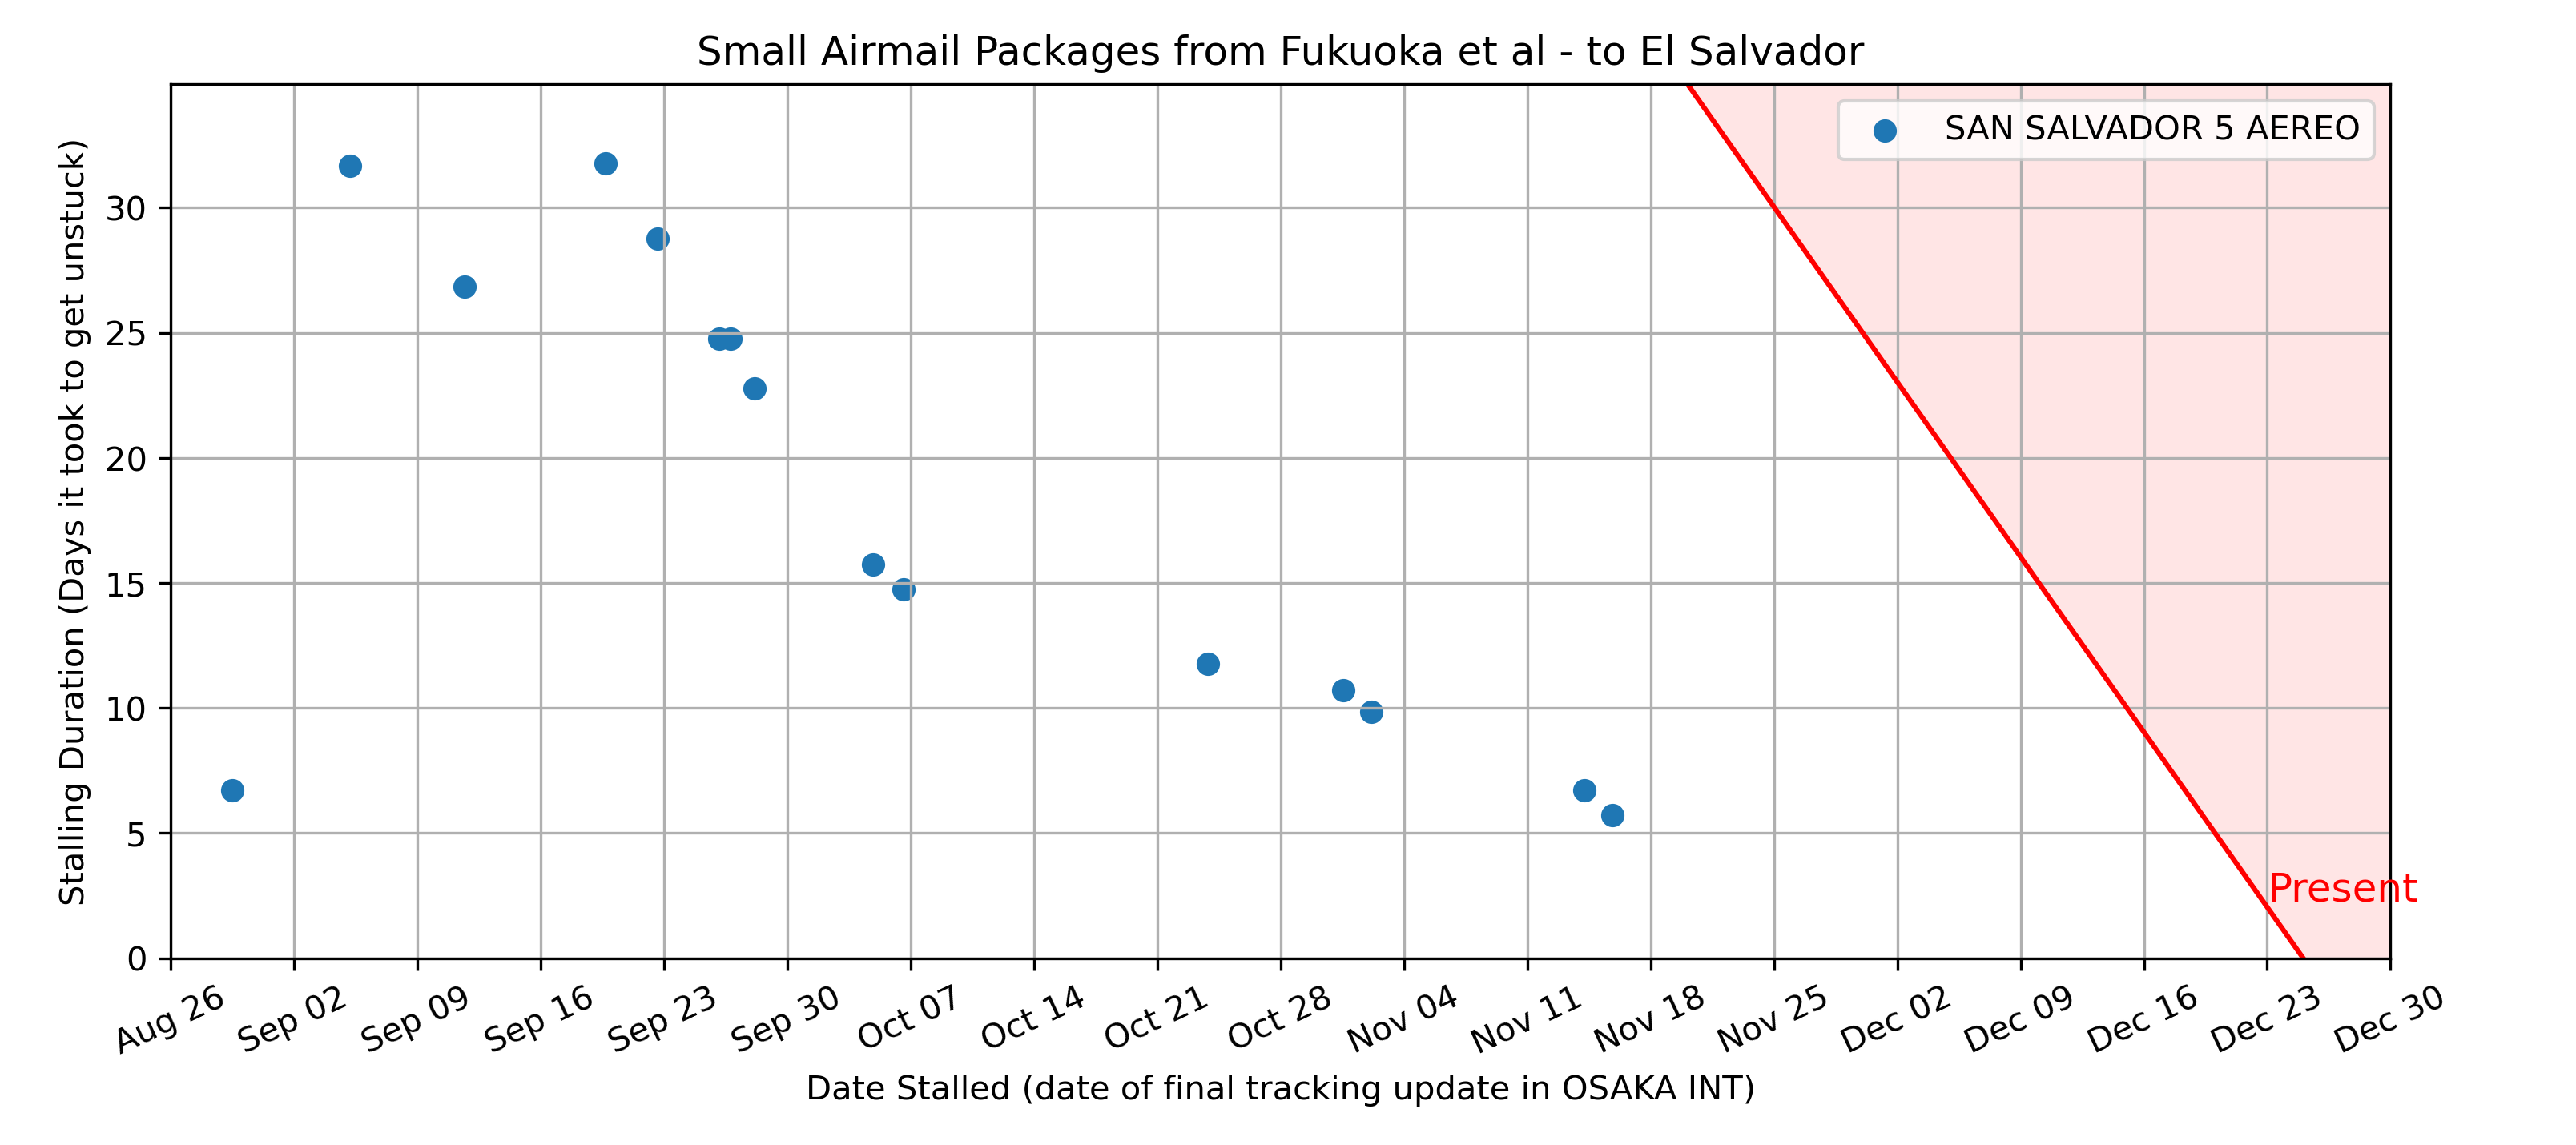 Small Airmail Packages from Fukuoka et al - to El Salvador
SAN SALVADOR 5 AEREO
Stalling Duration (Days it took to get unstuck)
30
25
20
15
10
5
0
Present
Aug 26
Sep 02
Sep 09
Sep 16
Sep 23
Sep 30
Oct 07
Oct 14
Oct 21
Oct 28
Nov 04
Nov 11
Nov 18
Nov 25
Dec 02
Dec 09
Dec 16
Dec 23
Dec 30
Date Stalled (date of final tracking update in OSAKA INT)